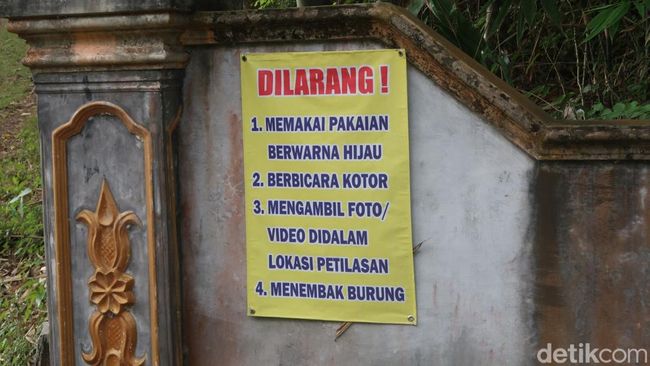 DILARANG !
1. MEMAKAI PAKAIAN
BERWARNA HIJAU
2. BERBICARA KOTOR
3. MENGAMBIL FOTO/
VIDEO DIDALAM
LOKASI PETILASAN
4. MENEMBAK BURUNG
detikcom